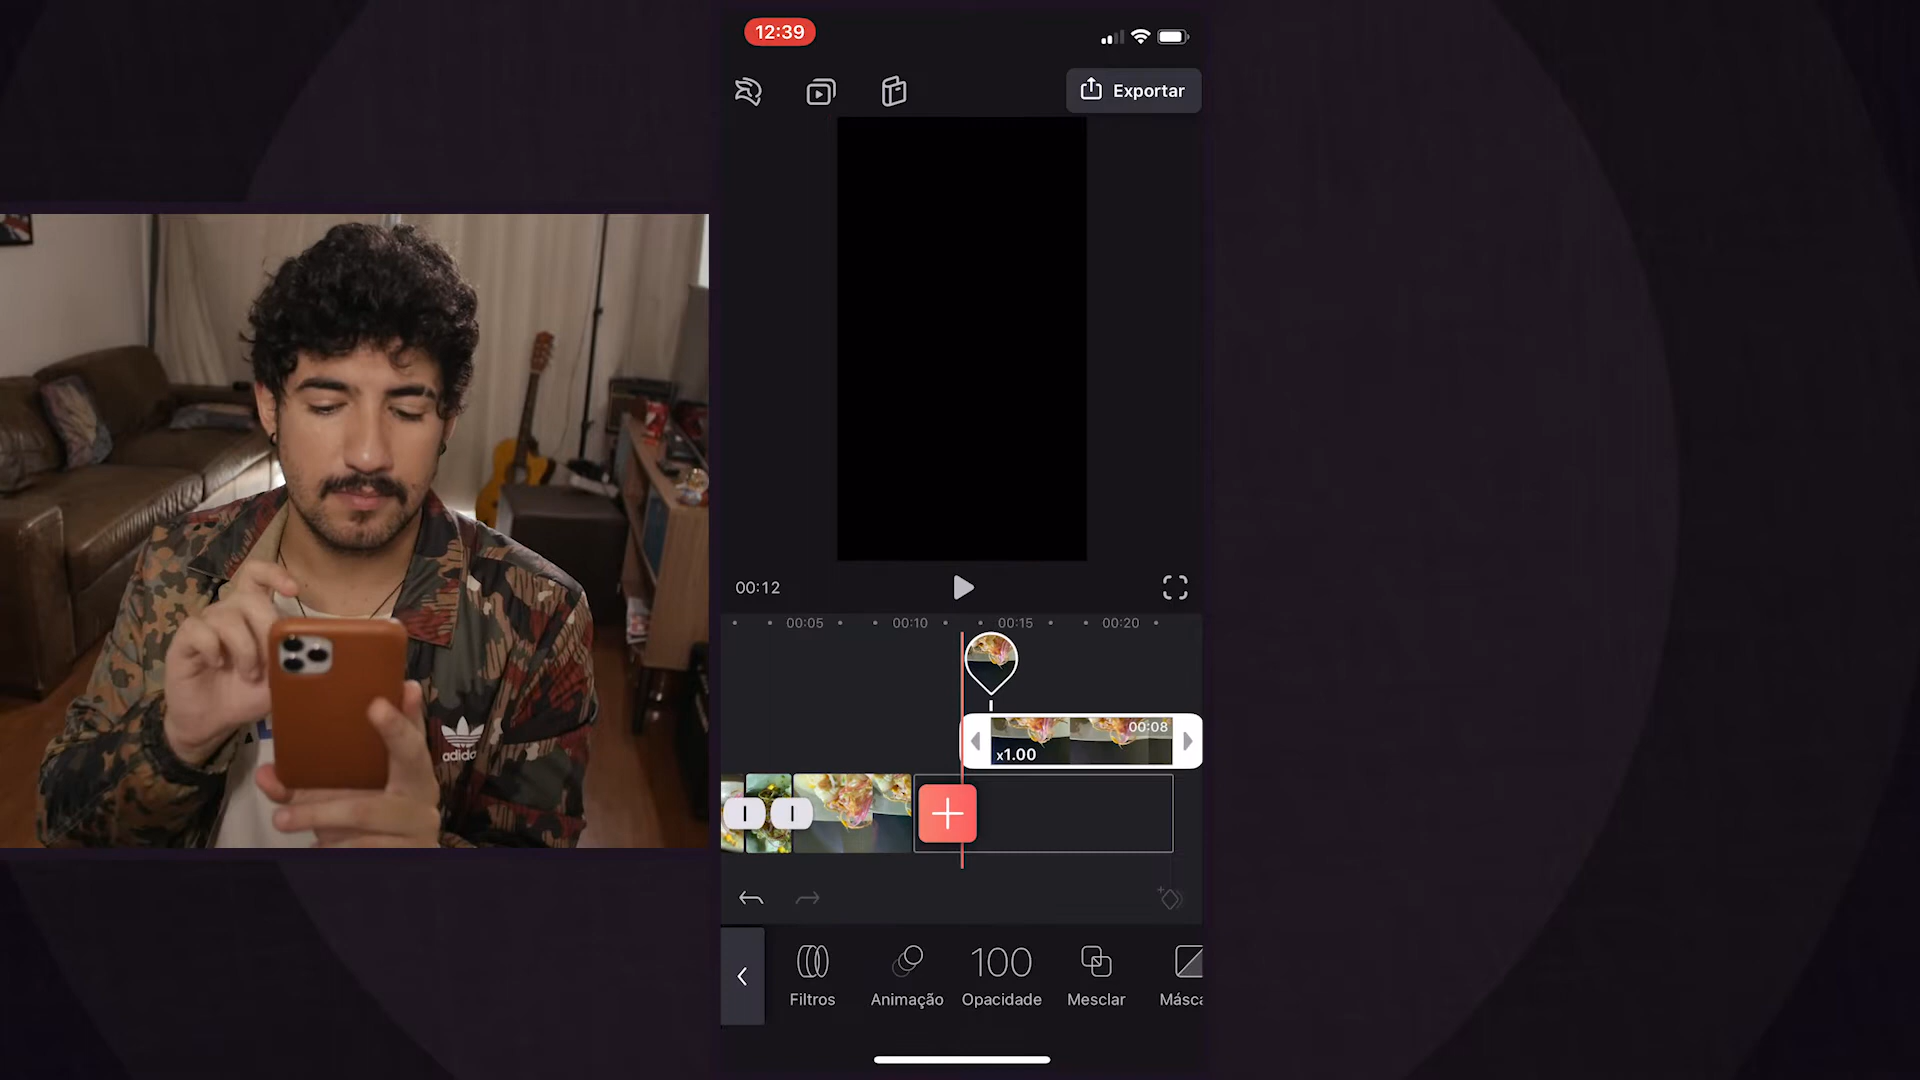 12:39
Exportar
00:12
00:05
00:10
00:15
00:20
00:08
x1.00
100
Filtros
Animação
Opacidade
Mesclar
Másca
adidas